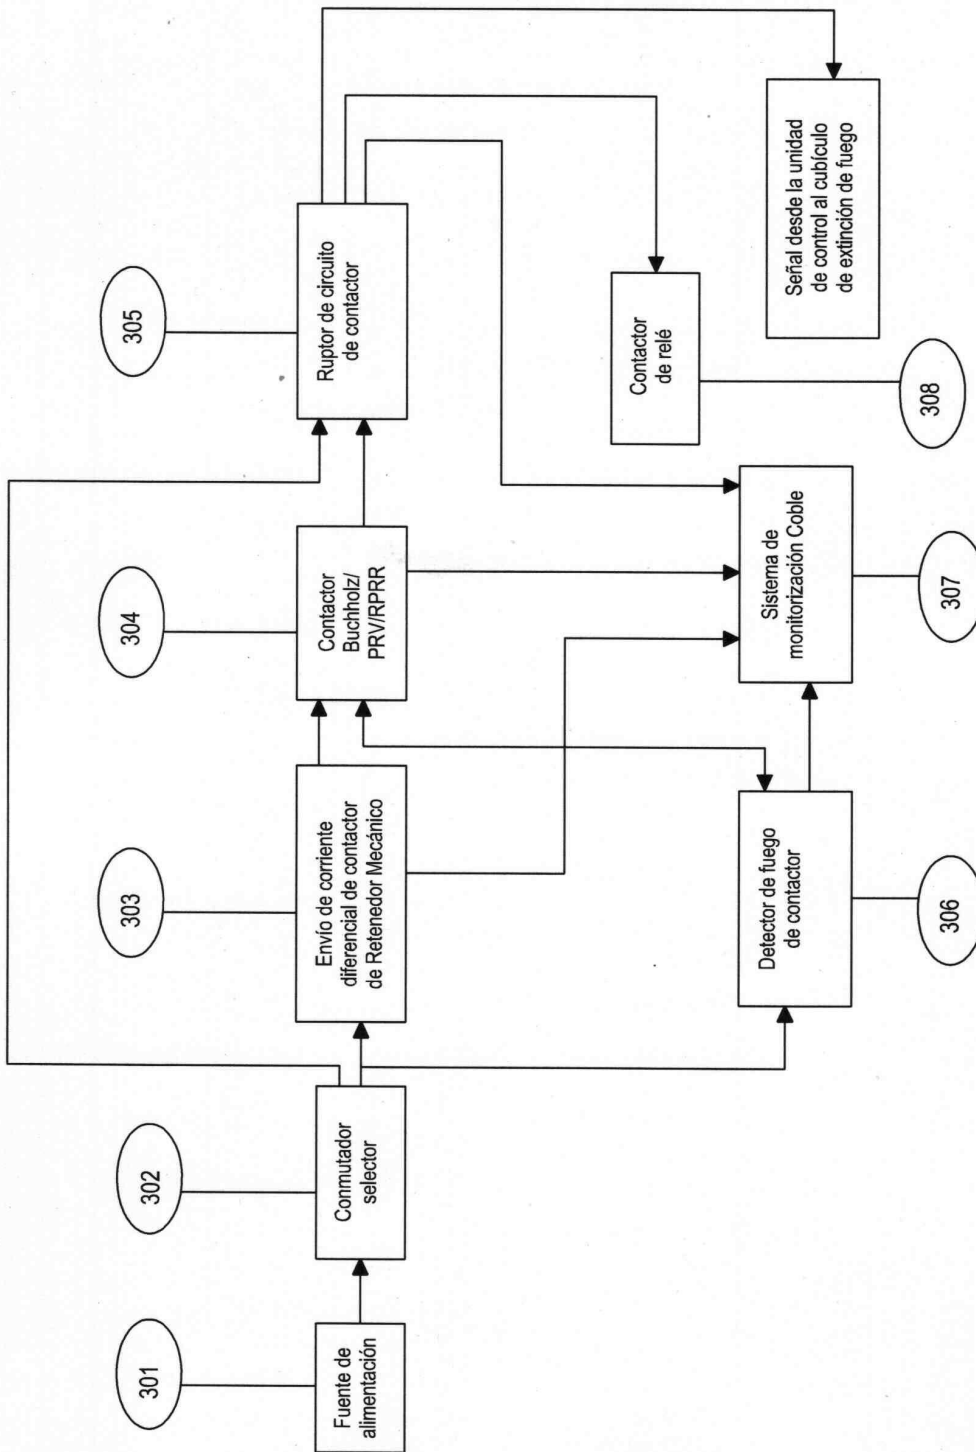 301
302
303
304
305
Fuente de
alimentación
Conmutador
selector
Envío de corriente
diferencial de contactor
de Retenedor Mecánico
Contactor
Buchholz/
PRV/RPRR
Ruptor de circuito
de contactor
Contactor
de relé
308
Señal desde la unidad
de control al cubículo
de extinción de fuego
Detector de fuego
de contactor
306
Sistema de
monitorización Coble
307